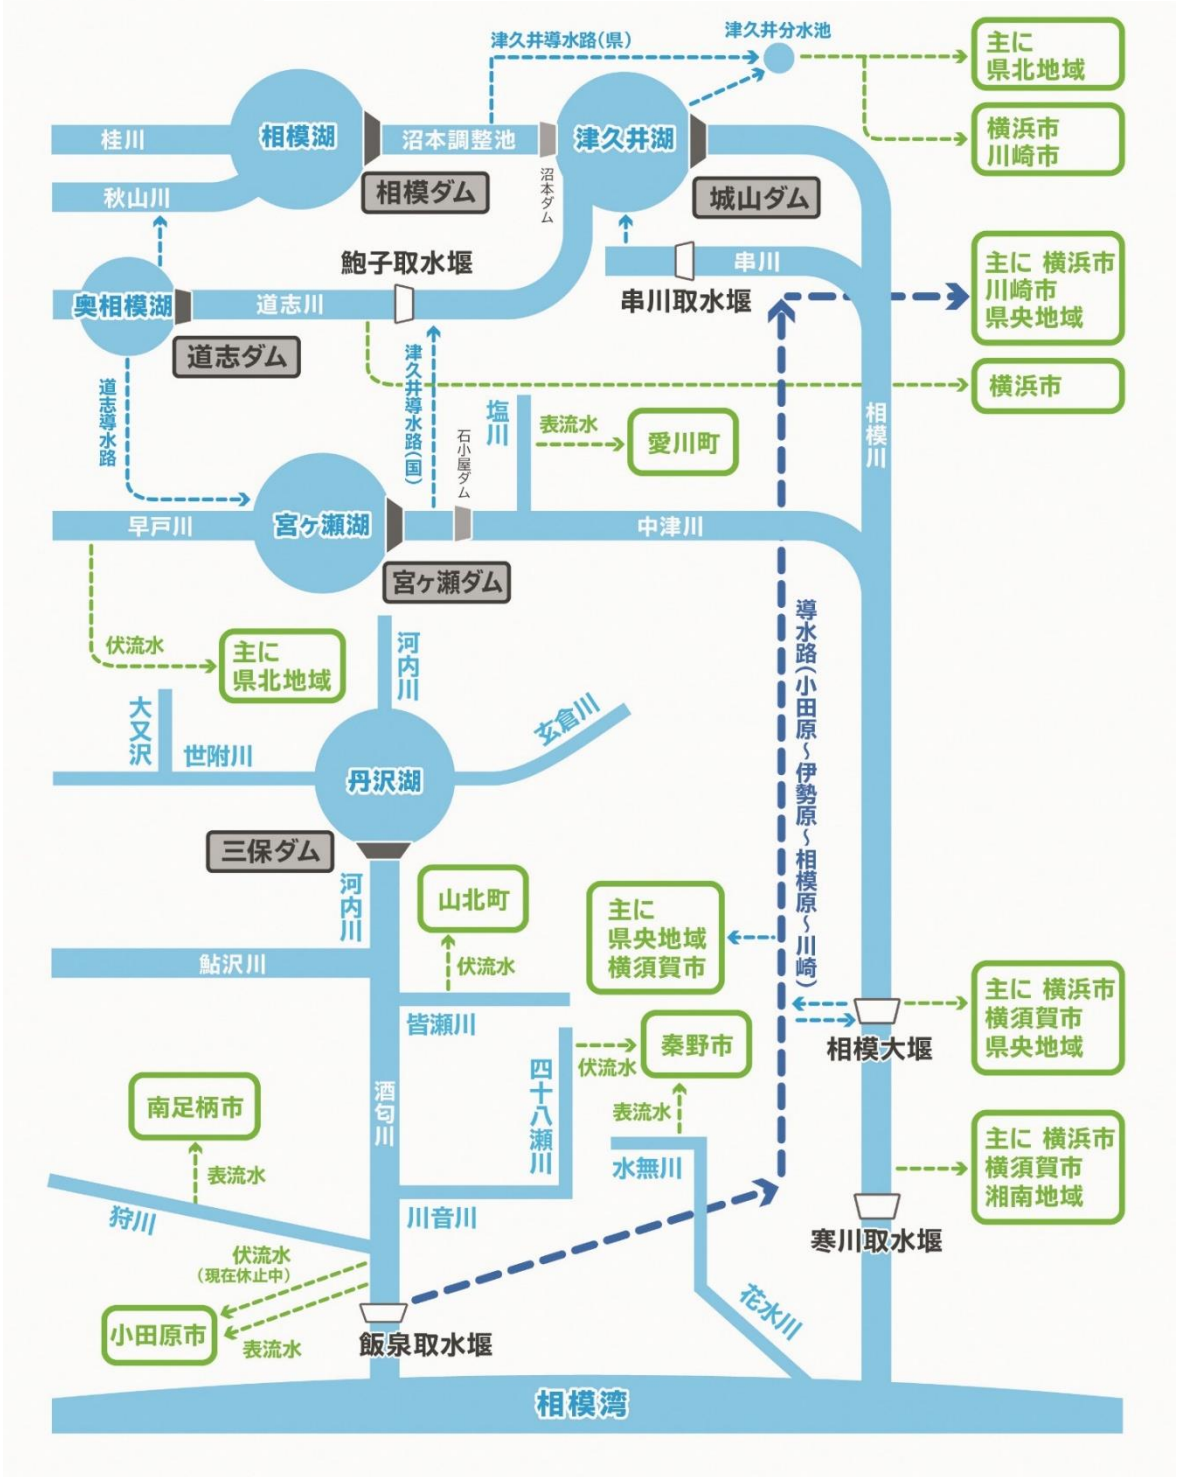 津久井導水路(県)
津久井分水池
主に
県北地域
横浜市
川崎市
桂川
相模湖
沼本調整池
津久井湖
秋山川
相模ダム
沼本ダム
城山ダム
鮑子取水堰
串川
串川取水堰
主に 横浜市
川崎市
県央地域
奥相模湖
道志川
道志ダム
横浜市
道志導水路
津久井導水路(国)
石小屋ダム
塩川
表流水
愛川町
相模川
早戸川
宮ヶ瀬湖
中津川
宮ヶ瀬ダム
伏流水
主に
県北地域
河内川
導水路(小田原～伊勢原～相模原～川崎)
大又沢
世附川
玄倉川
丹沢湖
三保ダム
河内川
山北町
伏流水
主に
県央地域
横須賀市
鮎沢川
皆瀬川
主に 横浜市
横須賀市
県央地域
相模大堰
四十八瀬川
伏流水
秦野市
表流水
水無川
酒匂川
南足柄市
表流水
狩川
川音川
主に 横浜市
横須賀市
湘南地域
寒川取水堰
伏流水
(現在休止中)
小田原市
表流水
飯泉取水堰
花水川
相模湾